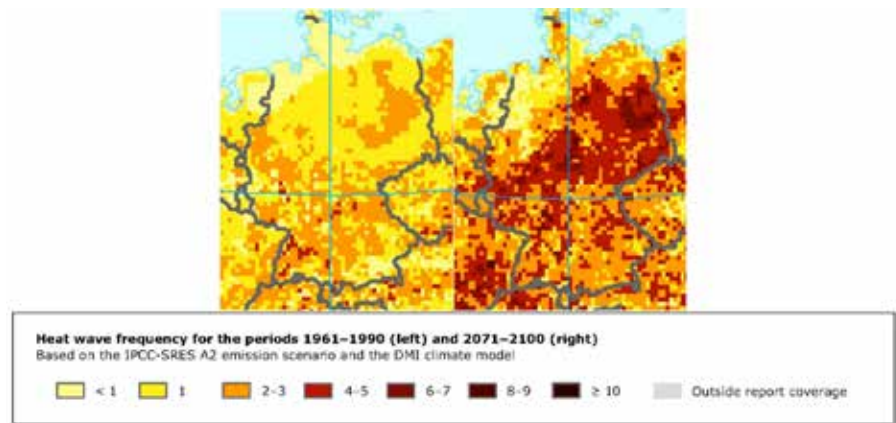 Heat wave frequency for the periods 1961–1990 (left) and 2071–2100 (right)
Based on the IPCC-SRES A2 emission scenario and the DMI climate model
< 1 1 2–3 4–5 6–7 8–9 ≥ 10 Outside report coverage